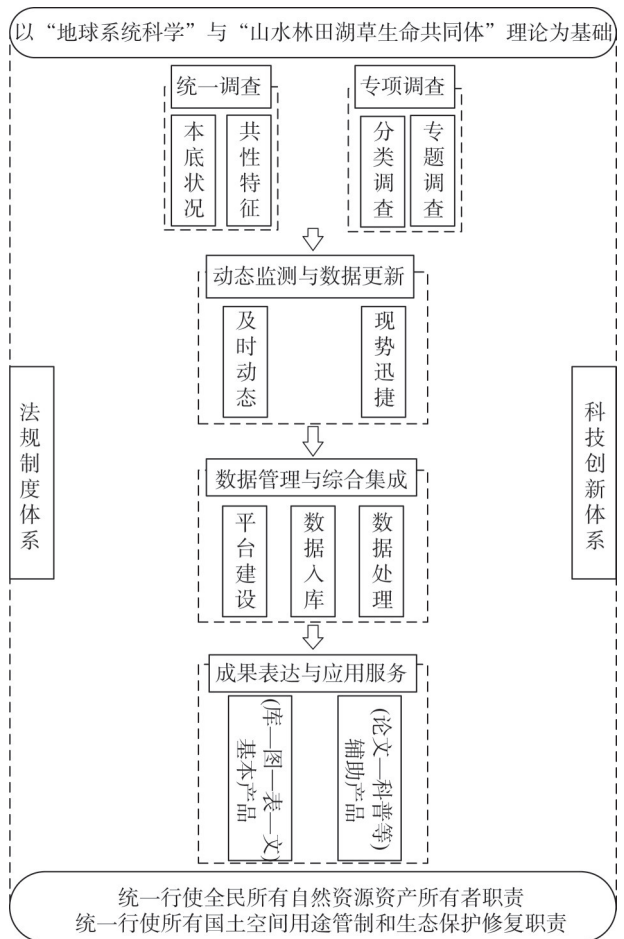 以“地球系统科学”与“山水林田湖草生命共同体”理论为基础
统一调查
专项调查
本底状况
共性特征
分类调查
专题调查
动态监测与数据更新
及时动态
现势迅捷
法规制度体系
科技创新体系
数据管理与综合集成
平台建设
数据入库
数据处理
成果表达与应用服务
基本产品
(库—图—表—文)
辅助产品
(论文—科普等)
统一行使全民所有自然资源资产所有者职责
统一行使所有国土空间用途管制和生态保护修复职责